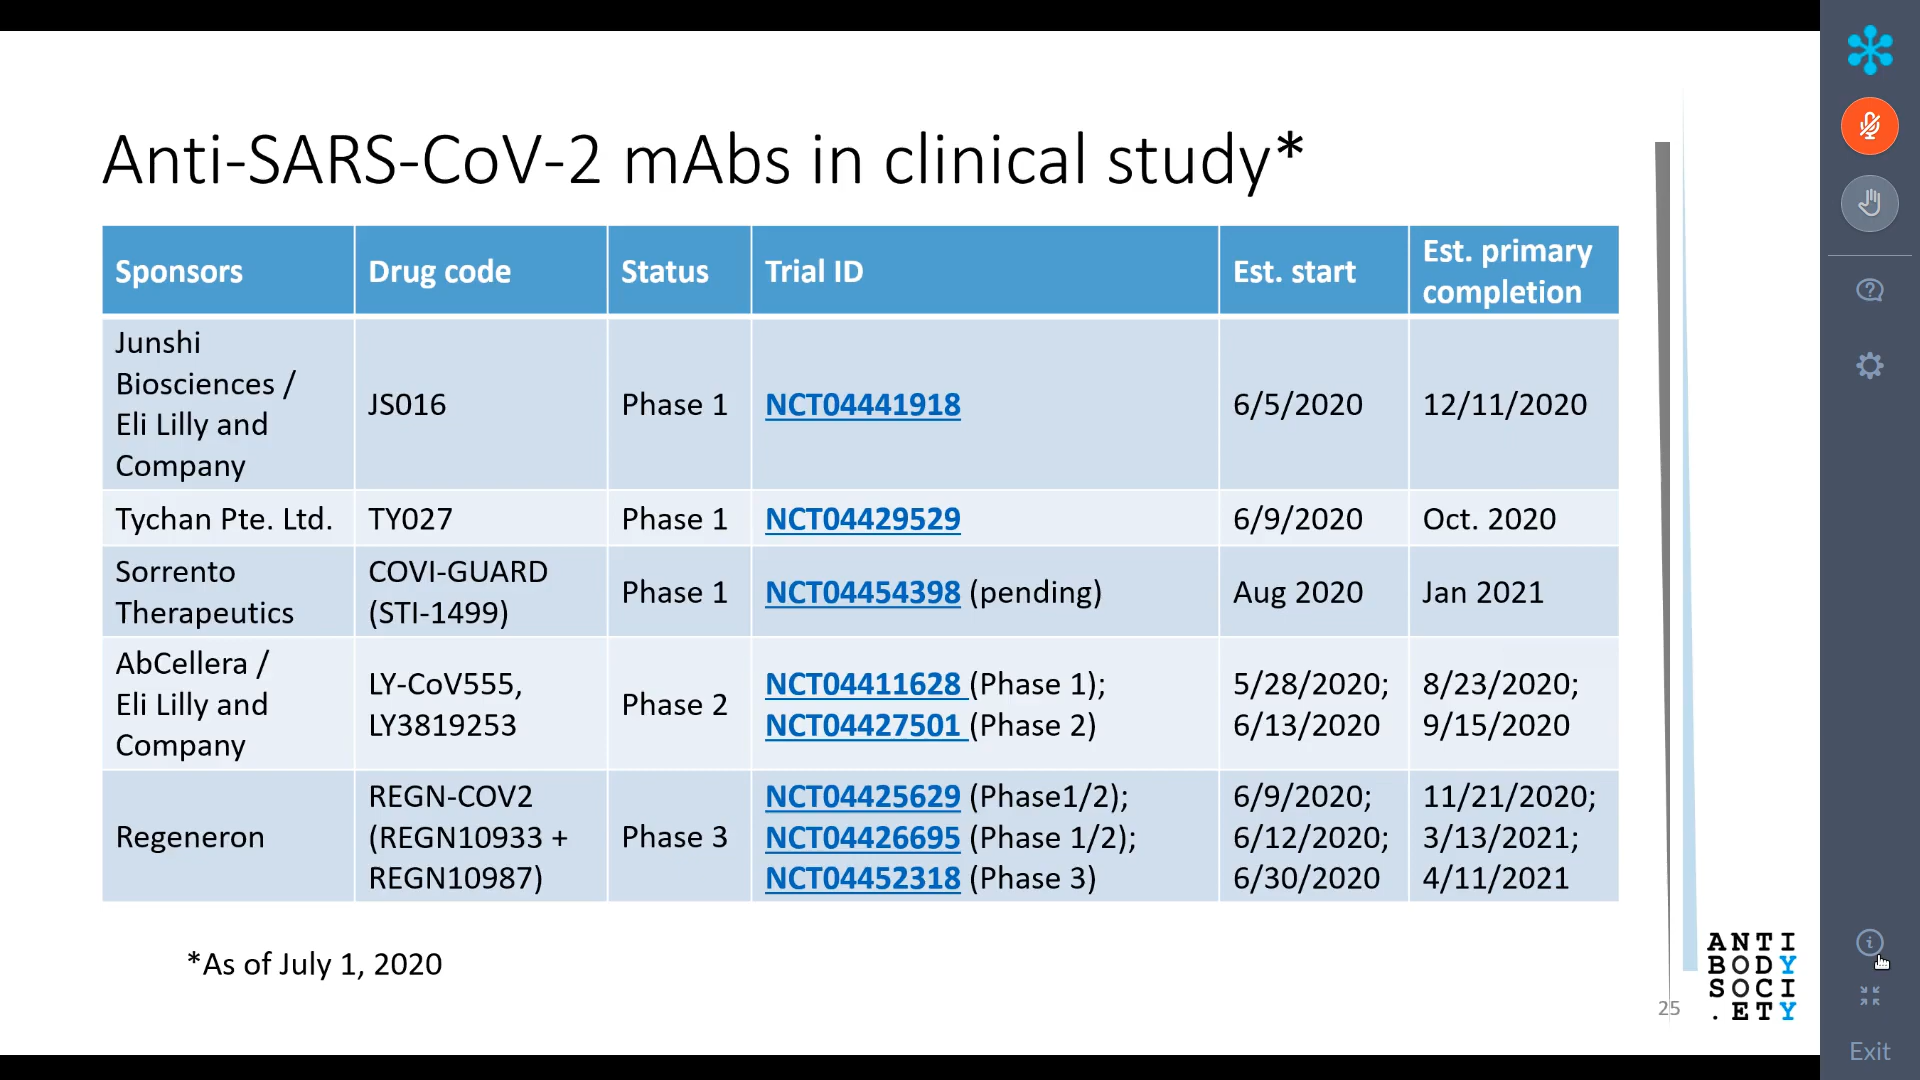 Anti-SARS-CoV-2 mAbs in clinical study*
Sponsors
Drug code
Status
Trial ID
Est. start
Est. primary
completion
Junshi
Biosciences /
Eli Lilly and
Company
JS016
Phase 1
NCT04441918
6/5/2020
12/11/2020
Tychan Pte. Ltd.
TY027
Phase 1
NCT04429529
6/9/2020
Oct. 2020
Sorrento
Therapeutics
COVI-GUARD
(STI-1499)
Phase 1
NCT04454398 (pending)
Aug 2020
Jan 2021
AbCellera /
Eli Lilly and
Company
LY-CoV555,
LY3819253
Phase 2
NCT04411628 (Phase 1);
NCT04427501 (Phase 2)
5/28/2020;
6/13/2020
8/23/2020;
9/15/2020
Regeneron
REGN-COV2
(REGN10933 +
REGN10987)
Phase 3
NCT04425629 (Phase1/2);
NCT04426695 (Phase 1/2);
NCT04452318 (Phase 3)
6/9/2020;
6/12/2020;
6/30/2020
11/21/2020;
3/13/2021;
4/11/2021
*As of July 1, 2020
25
ANTI
BODY
SOCI
.ETY
Exit